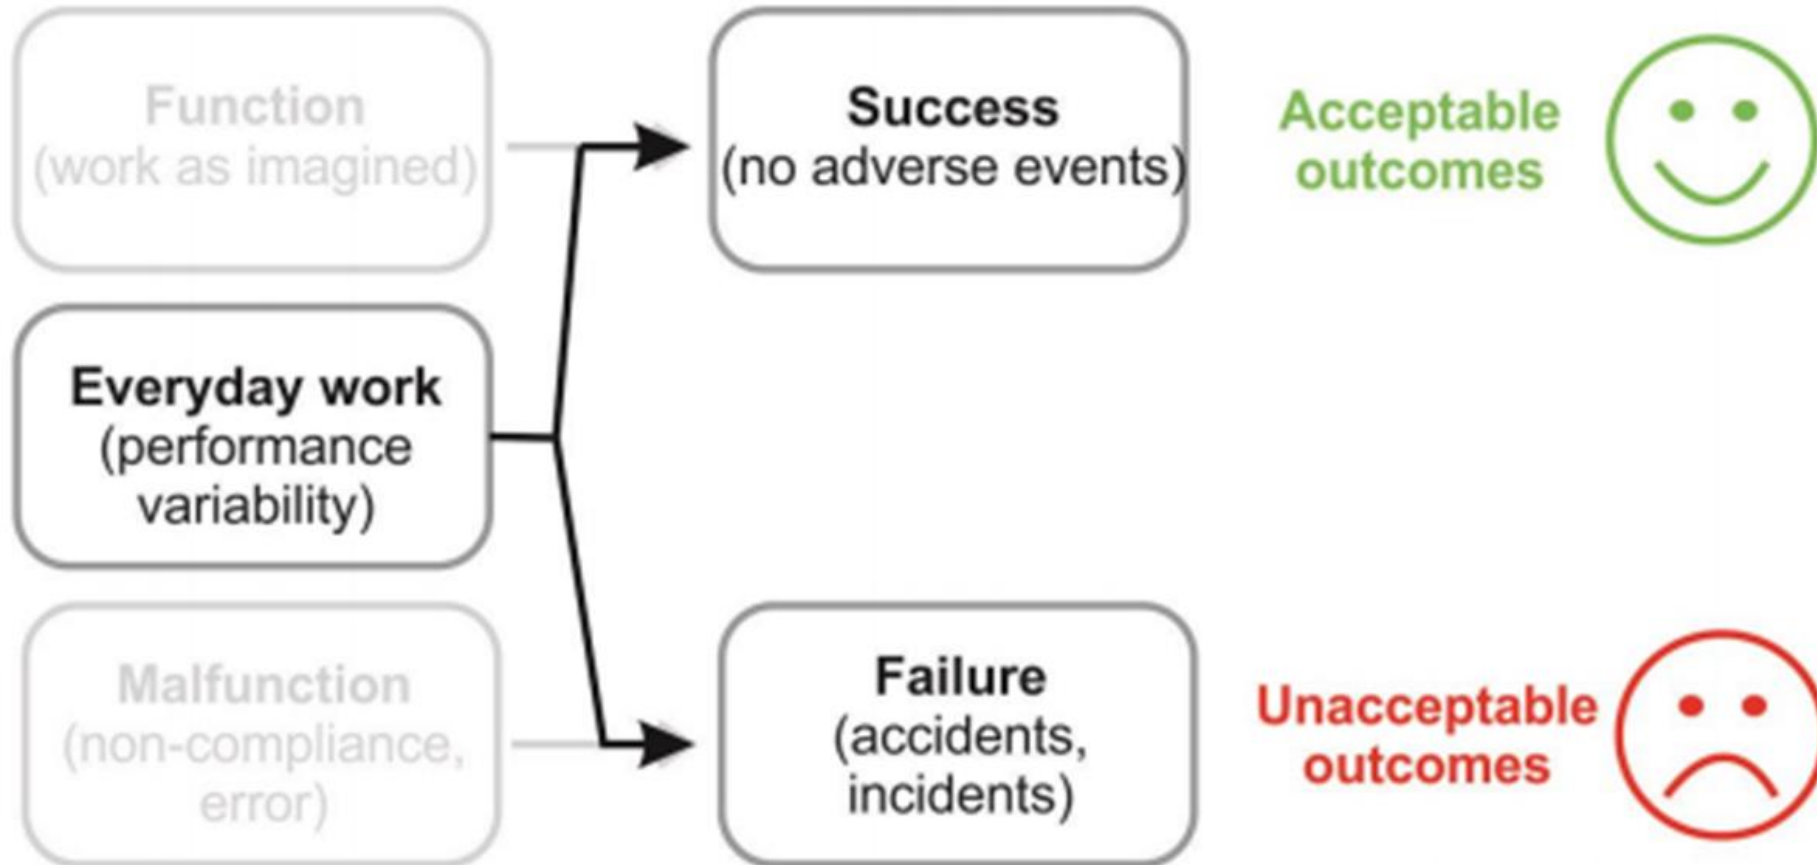 Function
(work as imagined)
Success
(no adverse events)
Acceptable
outcomes
Everyday work
(performance
variability)
Malfunction
(non-compliance,
error)
Failure
(accidents,
incidents)
Unacceptable
outcomes